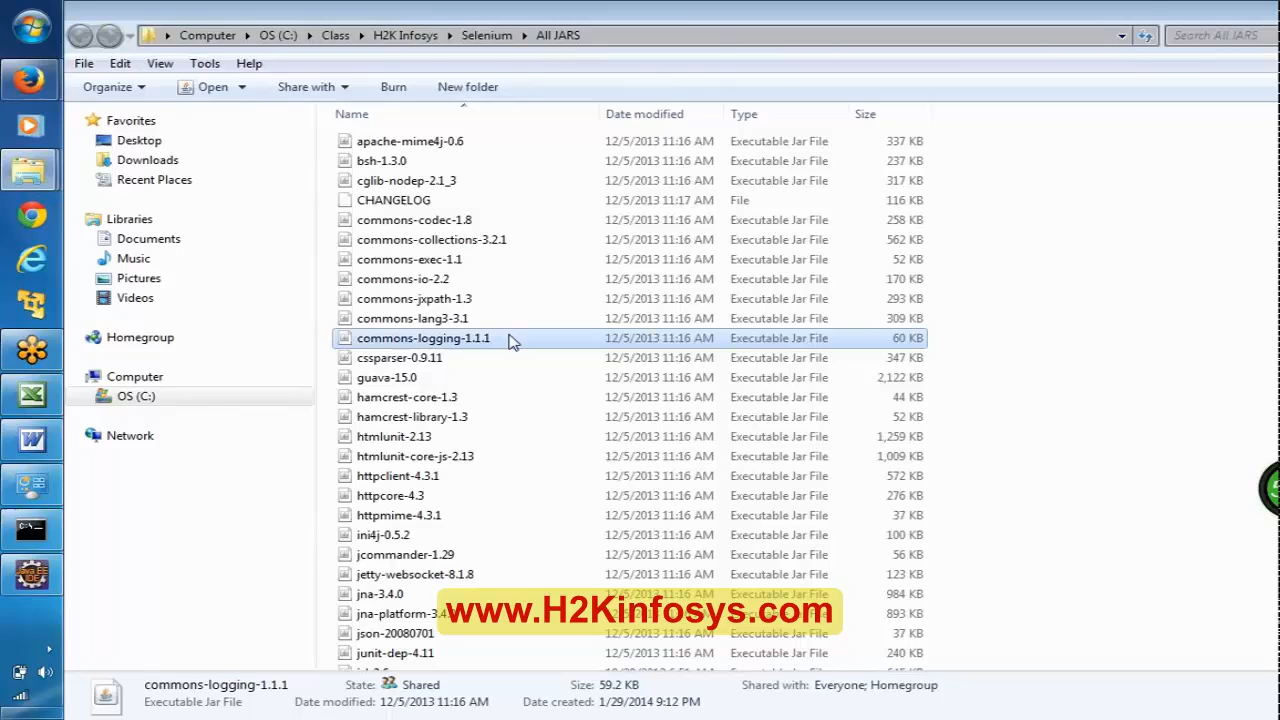 Computer OS (C:) Class H2K Infosys Selenium All JARS Search All JARS
File Edit View Tools Help
Organize Open Share with Burn New folder
Name Date modified Type Size
Favorites
Desktop
Downloads
Recent Places
Libraries
Documents
Music
Pictures
Videos
Homegroup
Computer
OS (C:)
Network
apache-mime4j-0.6 12/5/2013 11:16 AM Executable Jar File 337 KB
bsh-1.3.0 12/5/2013 11:16 AM Executable Jar File 237 KB
cglib-nodep-2.1_3 12/5/2013 11:16 AM Executable Jar File 317 KB
CHANGELOG 12/5/2013 11:17 AM File 116 KB
commons-codec-1.8 12/5/2013 11:16 AM Executable Jar File 258 KB
commons-collections-3.2.1 12/5/2013 11:16 AM Executable Jar File 562 KB
commons-exec-1.1 12/5/2013 11:16 AM Executable Jar File 52 KB
commons-io-2.2 12/5/2013 11:16 AM Executable Jar File 170 KB
commons-jxpath-1.3 12/5/2013 11:16 AM Executable Jar File 293 KB
commons-lang3-3.1 12/5/2013 11:16 AM Executable Jar File 309 KB
commons-logging-1.1.1 12/5/2013 11:16 AM Executable Jar File 60 KB
cssparser-0.9.11 12/5/2013 11:16 AM Executable Jar File 347 KB
guava-15.0 12/5/2013 11:16 AM Executable Jar File 2,122 KB
hamcrest-core-1.3 12/5/2013 11:16 AM Executable Jar File 44 KB
hamcrest-library-1.3 12/5/2013 11:16 AM Executable Jar File 52 KB
htmlunit-2.13 12/5/2013 11:16 AM Executable Jar File 1,259 KB
htmlunit-core-js-2.13 12/5/2013 11:16 AM Executable Jar File 1,009 KB
httpclient-4.3.1 12/5/2013 11:16 AM Executable Jar File 572 KB
httpcore-4.3 12/5/2013 11:16 AM Executable Jar File 276 KB
httpmime-4.3.1 12/5/2013 11:16 AM Executable Jar File 37 KB
ini4j-0.5.2 12/5/2013 11:16 AM Executable Jar File 100 KB
jcommander-1.29 12/5/2013 11:16 AM Executable Jar File 56 KB
jetty-websocket-8.1.8 12/5/2013 11:16 AM Executable Jar File 123 KB
jna-3.4.0 12/5/2013 11:16 AM Executable Jar File 984 KB
jna-platform-3.4 893 KB
www.H2Kinfosys.com
json-20080701 12/5/2013 11:16 AM Executable Jar File 37 KB
junit-dep-4.11 12/5/2013 11:16 AM Executable Jar File 240 KB
commons-logging-1.1.1 State: Shared Size: 59.2 KB Shared with: Everyone; Homegroup
Executable Jar File Date modified: 12/5/2013 11:16 AM Date created: 1/29/2014 9:12 PM
Java EE
IDE